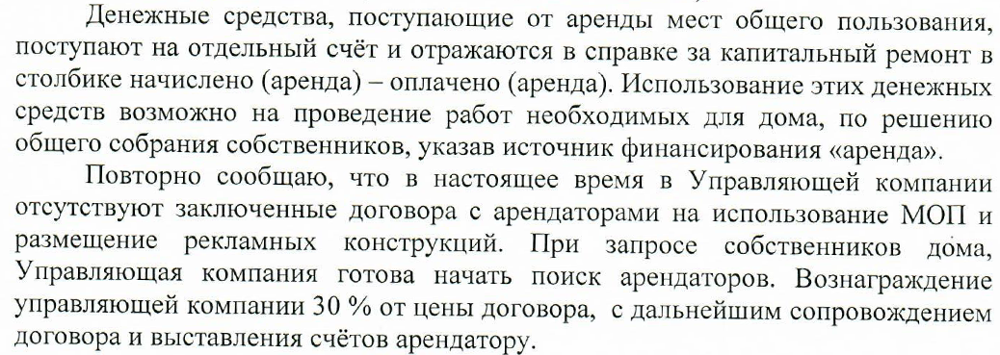 Денежные средства, поступающие от аренды мест общего пользования,
поступают на отдельный счёт и отражаются в справке за капитальный ремонт в
столбике начислено (аренда) – оплачено (аренда). Использование этих денежных
средств возможно на проведение работ необходимых для дома, по решению
общего собрания собственников, указав источник финансирования «аренда».
Повторно сообщаю, что в настоящее время в Управляющей компании
отсутствуют заключенные договора с арендаторами на использование МОП и
размещение рекламных конструкций. При запросе собственников дома,
Управляющая компания готова начать поиск арендаторов. Вознаграждение
управляющей компании 30 % от цены договора, с дальнейшим сопровождением
договора и выставления счётов арендатору.